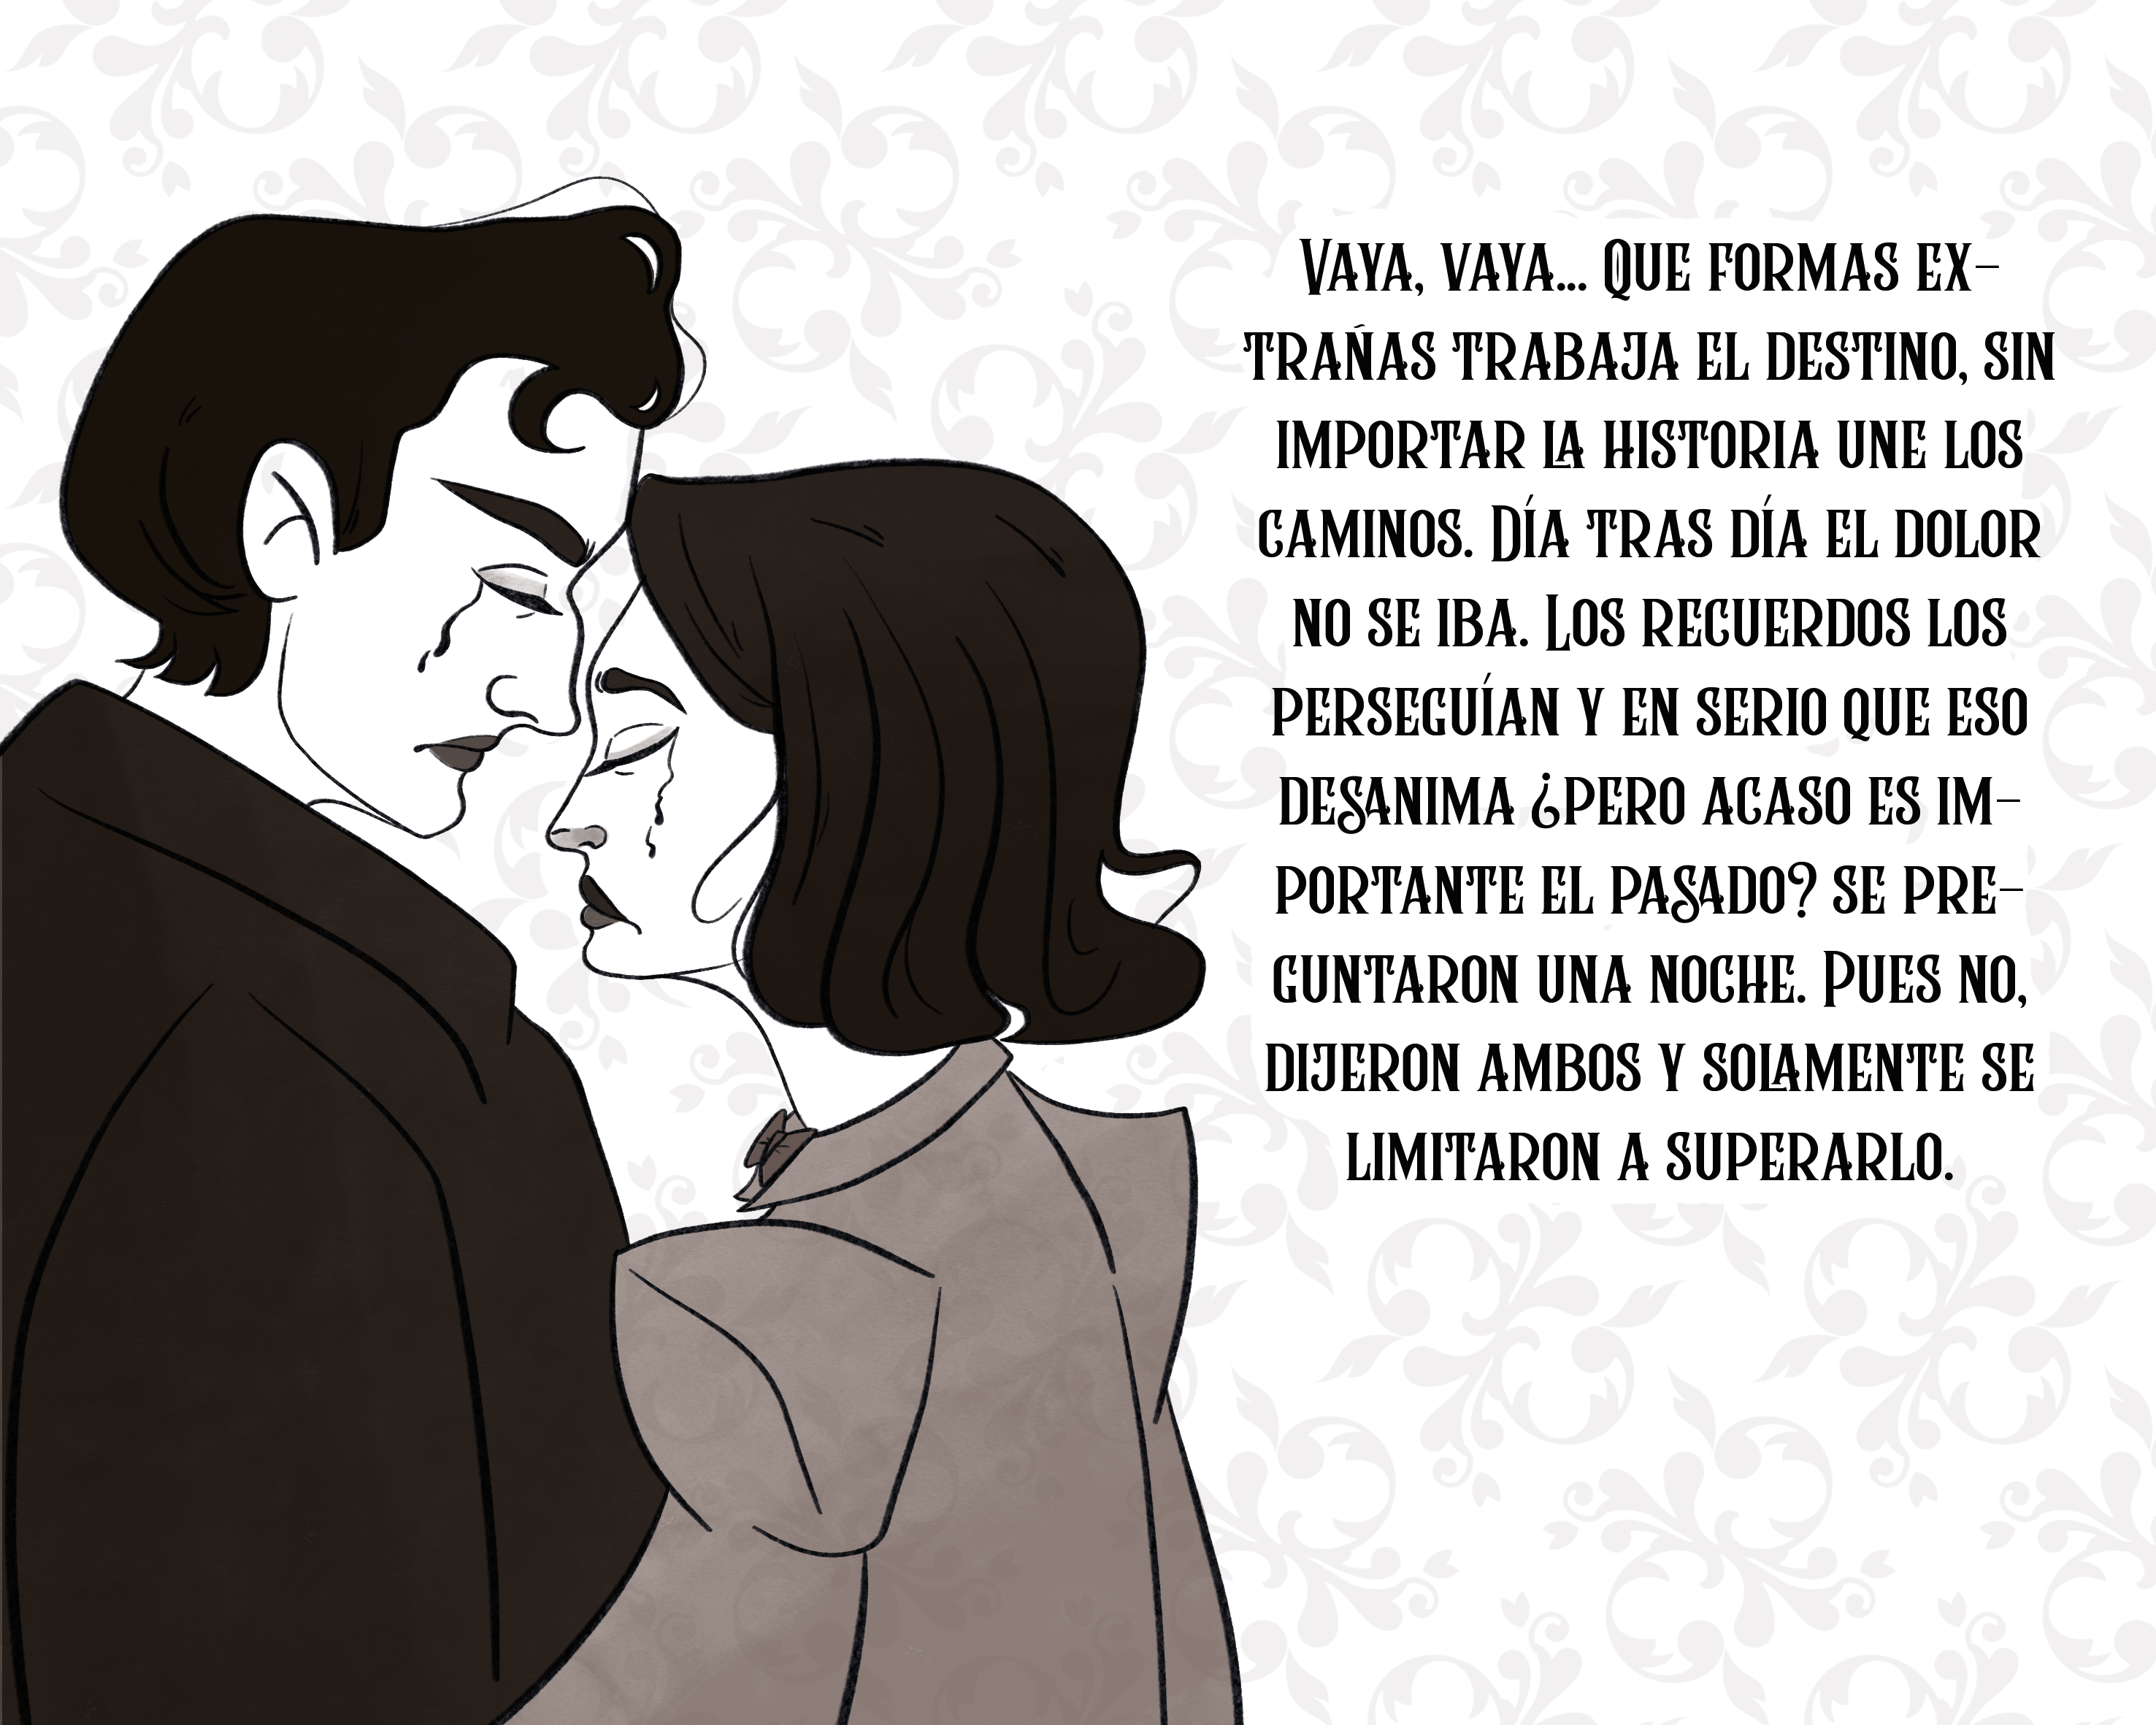 Vaya, vaya... Que formas ex-
trañas trabaja el destino, sin
importar la historia une los
caminos. Día tras día el dolor
no se iba. Los recuerdos los
perseguían y en serio que eso
desanima ¿pero acaso es im-
portante el pasado? se pre-
guntaron una noche. Pues no,
dijeron ambos y solamente se
limitaron a superarlo.